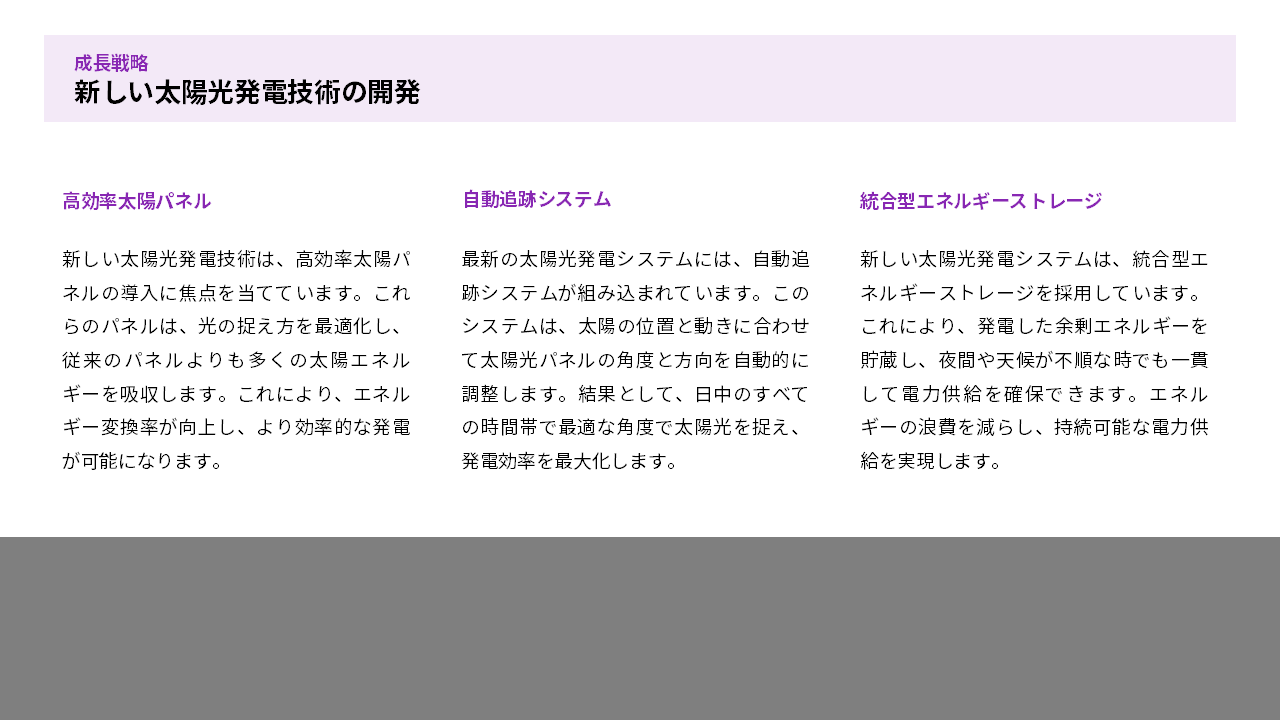 成長戦略
新しい太陽光発電技術の開発
高効率太陽パネル
新しい太陽光発電技術は、高効率太陽パ
ネルの導入に焦点を当てています。これ
らのパネルは、光の捉え方を最適化し、
従来のパネルよりも多くの太陽エネル
ギーを吸収します。これにより、エネル
ギー変換率が向上し、より効率的な発電
が可能になります。
自動追跡システム
最新の太陽光発電システムには、自動追
跡システムが組み込まれています。この
システムは、太陽の位置と動きに合わせ
て太陽光パネルの角度と方向を自動的に
調整します。結果として、日中のすべて
の時間帯で最適な角度で太陽光を捉え、
発電効率を最大化します。
統合型エネルギーストレージ
新しい太陽光発電システムは、統合型エ
ネルギーストレージを採用しています。
これにより、発電した余剰エネルギーを
貯蔵し、夜間や天候が不順な時でも一貫
して電力供給を確保できます。エネル
ギーの浪費を減らし、持続可能な電力供
給を実現します。